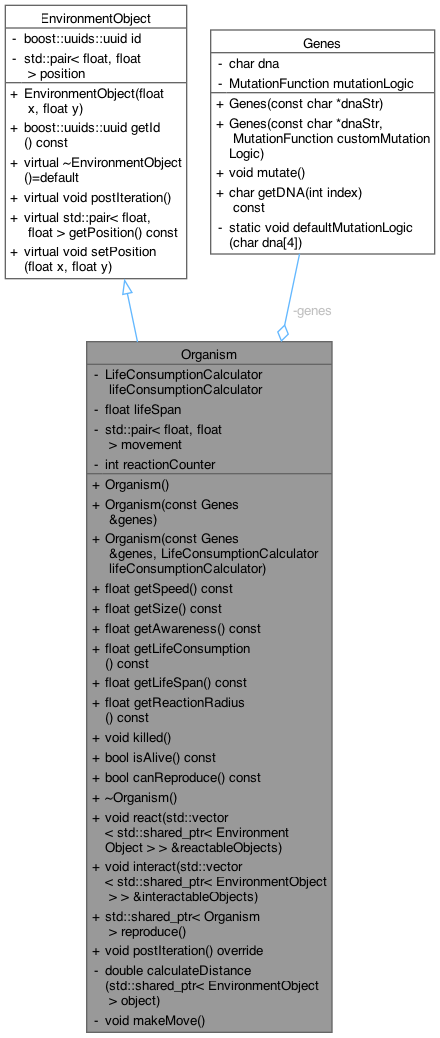 EnvironmentObject
- boost::uuids::uuid id
- std::pair< float, float
> position
+ EnvironmentObject(float
x, float y)
+ boost::uuids::uuid getId
() const
+ virtual ~EnvironmentObject
()=default
+ virtual void postIteration()
+ virtual std::pair< float,
float > getPosition() const
+ virtual void setPosition
(float x, float y)
Genes
- char dna
- MutationFunction mutationLogic
+ Genes(const char *dnaStr)
+ Genes(const char *dnaStr,
MutationFunction customMutation
Logic)
+ void mutate()
+ char getDNA(int index)
const
- static void defaultMutationLogic
(char dna[4])
-genes
Organism
- LifeConsumptionCalculator
lifeConsumptionCalculator
- float lifeSpan
- std::pair< float, float
> movement
- int reactionCounter
+ Organism()
+ Organism(const Genes
&genes)
+ Organism(const Genes
&genes, LifeConsumptionCalculator
lifeConsumptionCalculator)
+ float getSpeed() const
+ float getSize() const
+ float getAwareness() const
+ float getLifeConsumption
() const
+ float getLifeSpan() const
+ float getReactionRadius
() const
+ void killed()
+ bool isAlive() const
+ bool canReproduce() const
+ ~Organism()
+ void react(std::vector
< std::shared_ptr< Environment
Object > > &reactableObjects)
+ void interact(std::vector
< std::shared_ptr< EnvironmentObject
> > &interactableObjects)
+ std::shared_ptr< Organism
> reproduce()
+ void postIteration() override
- double calculateDistance
(std::shared_ptr< EnvironmentObject
> object)
- void makeMove()